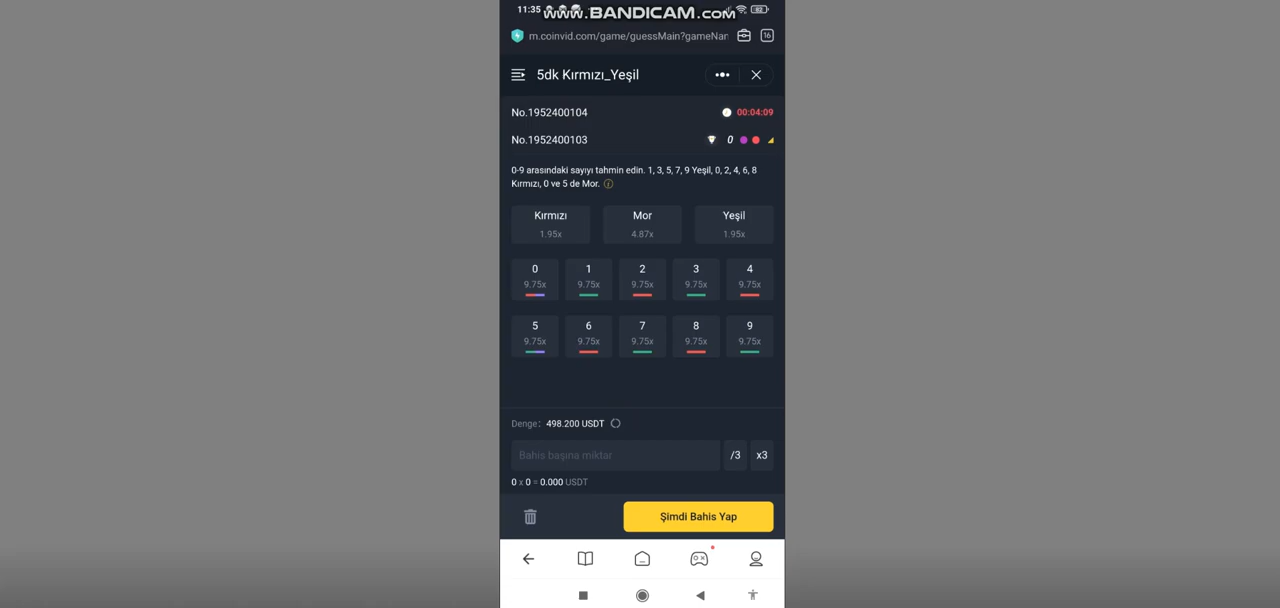 11:35
www.BANDICAM.com
82
m.coinvid.com/game/guessMain?gameNar
16
5dk Kırmızı_Yeşil
No.1952400104 00:04:09
No.1952400103 0
0-9 arasındaki sayıyı tahmin edin. 1, 3, 5, 7, 9 Yeşil, 0, 2, 4, 6, 8
Kırmızı, 0 ve 5 de Mor.
Kırmızı Mor Yeşil
1.95x 4.87x 1.95x
0 1 2 3 4
9.75x 9.75x 9.75x 9.75x 9.75x
5 6 7 8 9
9.75x 9.75x 9.75x 9.75x 9.75x
Denge: 498.200 USDT
Bahis başına miktar /3 x3
0 x 0 = 0.000 USDT
Şimdi Bahis Yap